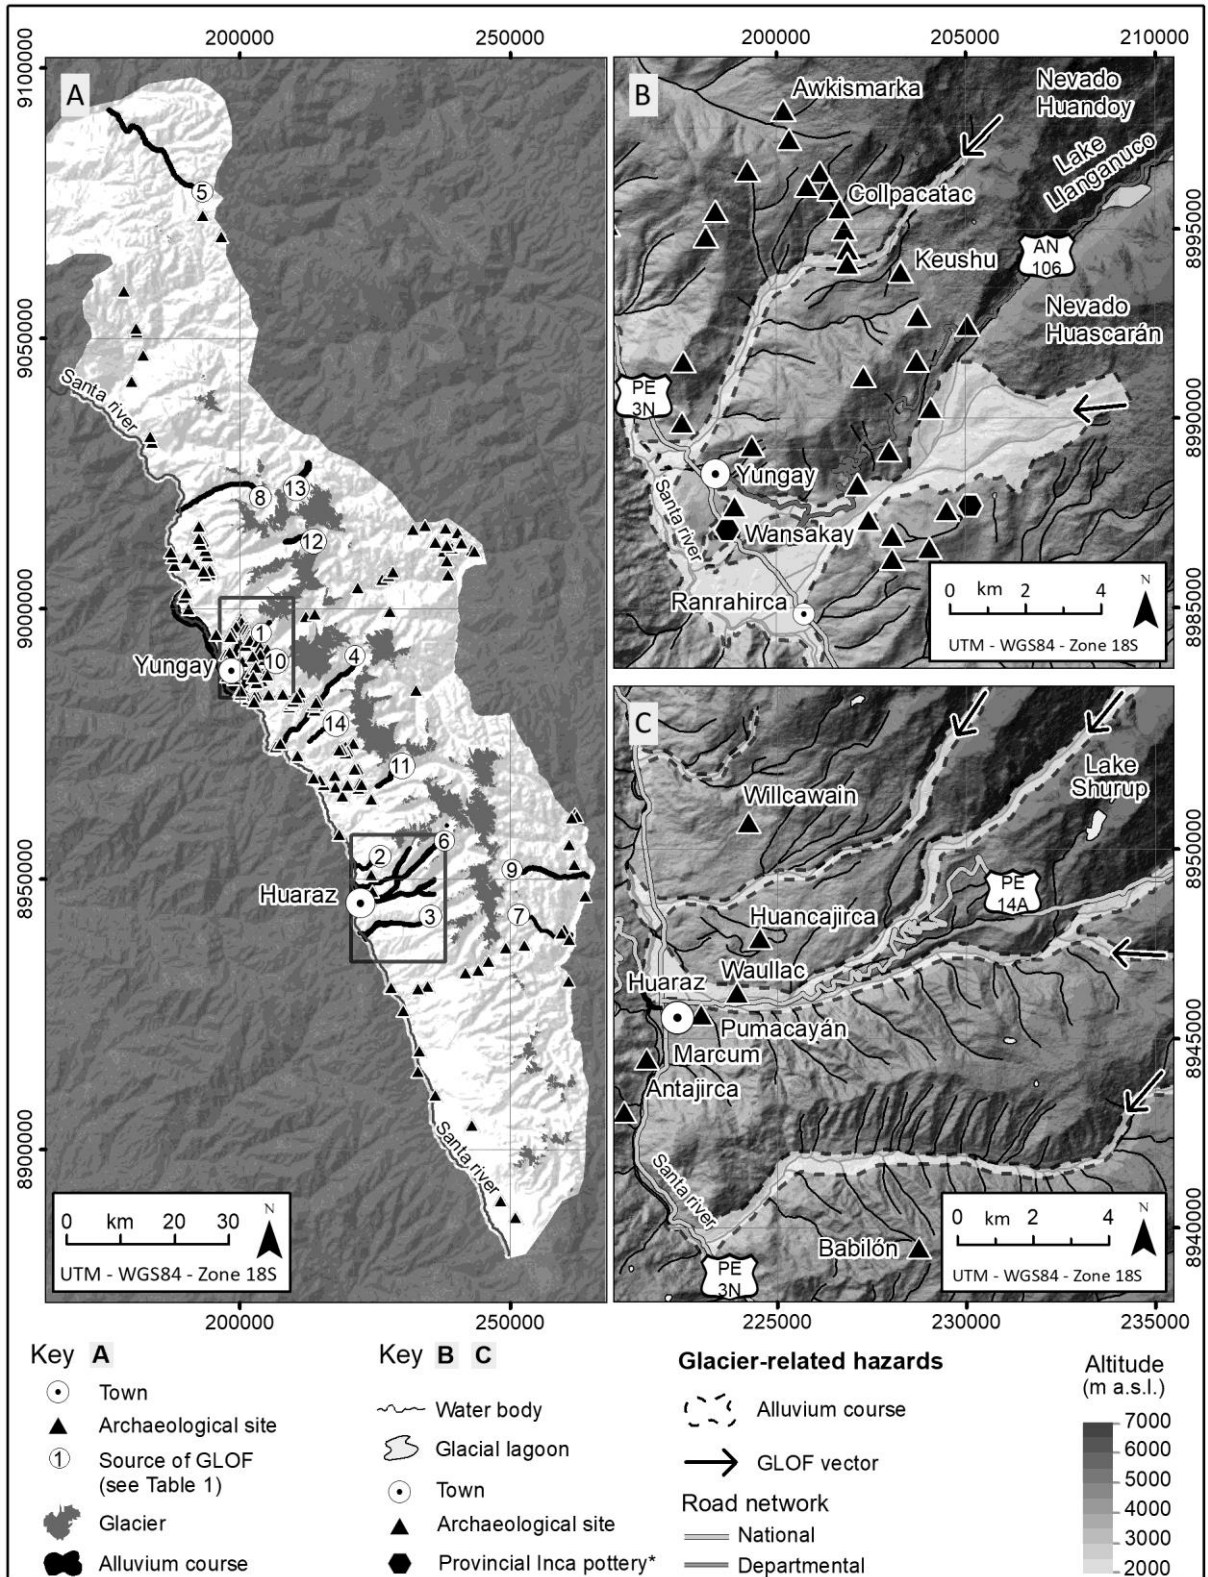 200000
250000
9100000
9050000
9000000
8950000
8900000
A
5
Santa river
8
13
12
1
10
4
Yungay
14
11
2
6
9
Huaraz
3
7
Santa river
0 km 20 30
N
UTM - WGS84 - Zone 18S
200000
250000
200000
205000
210000
B
Awkismarka
Nevado
Huandoy
Lake
Llanganuco
Collpacatac
Keushu
AN
106
Nevado
Huascarán
PE
3N
Yungay
Santa river
Wansakay
Ranrahirca
8995000
8990000
8985000
0 km 2 4
N
UTM - WGS84 - Zone 18S
C
Lake
Shurup
Willcawain
PE
14A
Huancajirca
Waullac
Huaraz
Pumacayán
Marcum
Antajirca
Santa river
Babilón
PE
3N
8950000
8945000
8940000
0 km 2 4
N
UTM - WGS84 - Zone 18S
225000
230000
235000
Key A
Town
Archaeological site
1
Source of GLOF
(see Table 1)
Glacier
Alluvium course
Key B C
Water body
Glacial lagoon
Town
Archaeological site
Provincial Inca pottery*
Glacier-related hazards
Alluvium course
GLOF vector
Road network
National
Departmental
Altitude
(m a.s.l.)
7000
6000
5000
4000
3000
2000